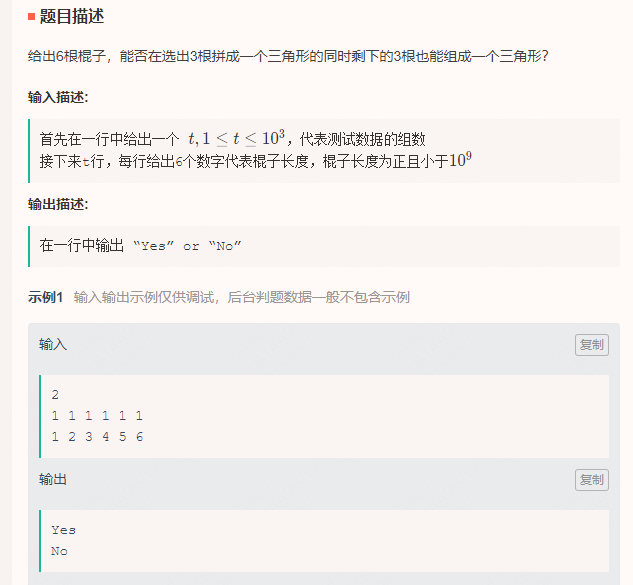 题目描述
给出6根棍子，能否在选出3根拼成一个三角形的同时剩下的3根也能组成一个三角形？
输入描述:
首先在一行中给出一个 t, 1 ≤ t ≤ 10³，代表测试数据的组数
接下来t行，每行给出6个数字代表棍子长度，棍子长度为正且小于10⁹
输出描述:
在一行中输出 “Yes” or “No”
示例1 输入输出示例仅供调试，后台判题数据一般不包含示例
输入 复制
2
1 1 1 1 1 1
1 2 3 4 5 6
输出 复制
Yes
No